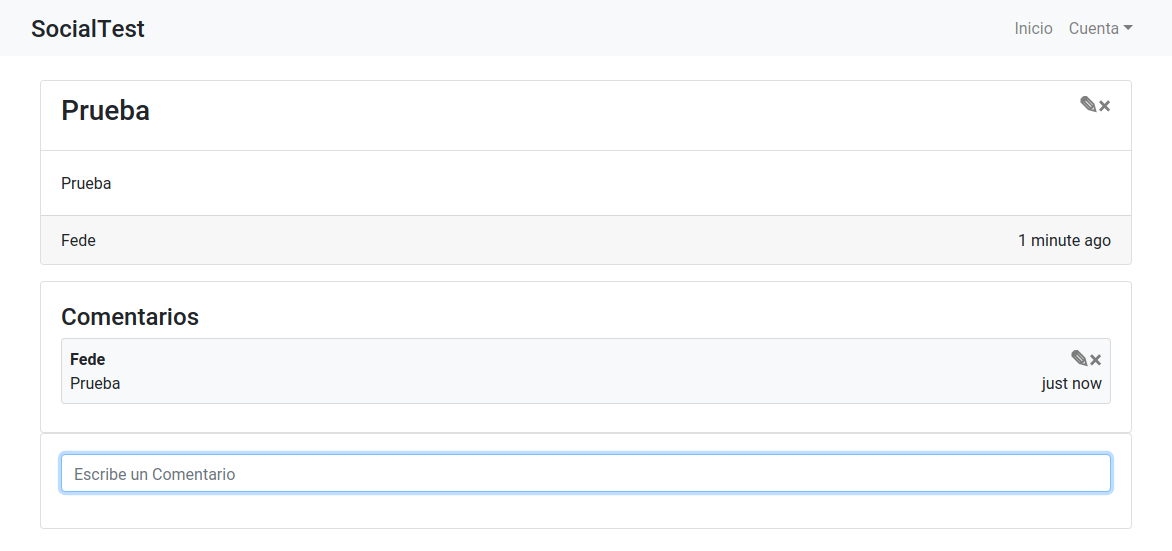 SocialTest
Inicio Cuenta
Prueba
Prueba
Fede 1 minute ago
Comentarios
Fede
Prueba just now
Escribe un Comentario